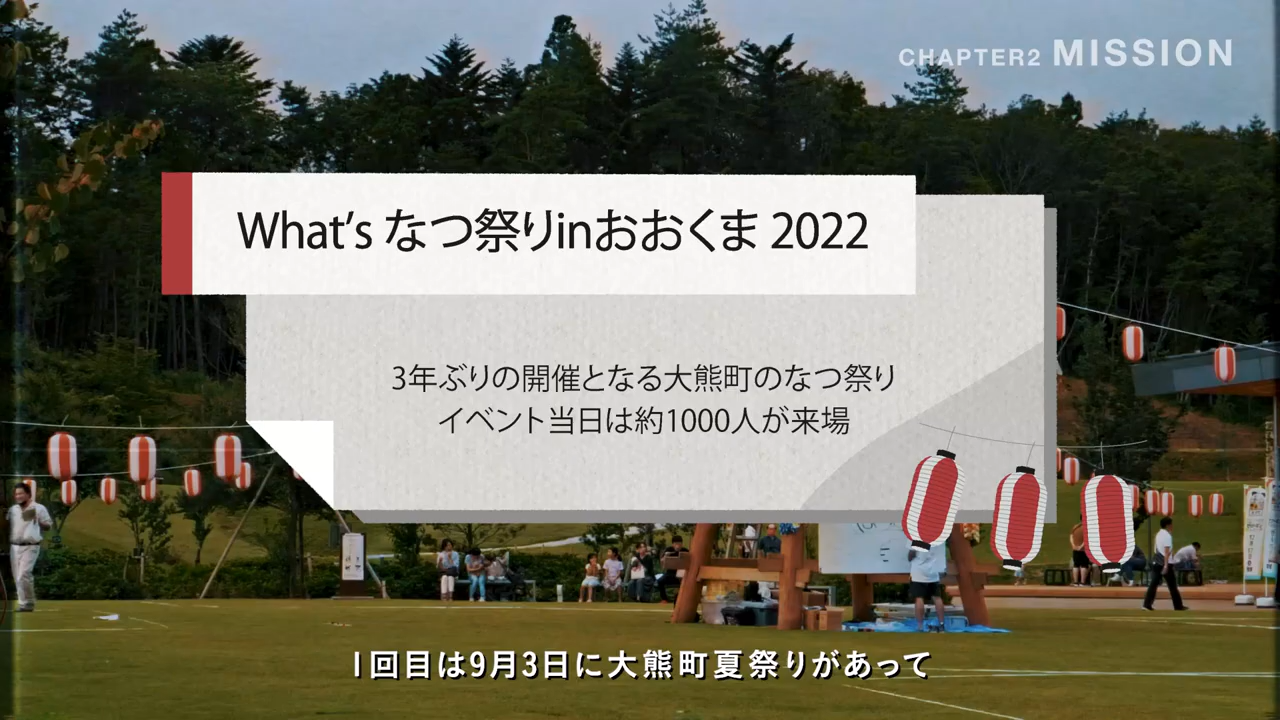 CHAPTER2 MISSION
What's なつ祭りinおおくま 2022
3年ぶりの開催となる大熊町のなつ祭り
イベント当日は約1000人が来場
1回目は9月3日に大熊町夏祭りがあって